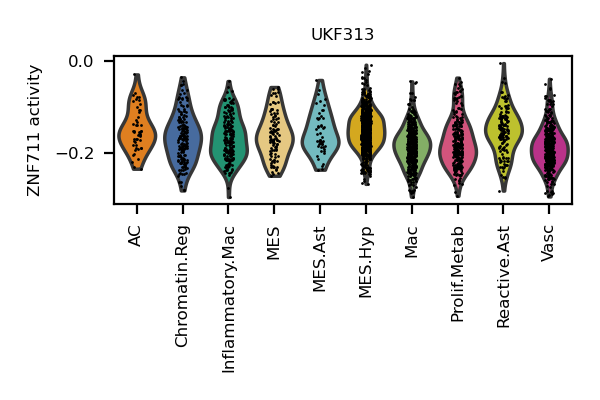 UKF313
ZNF711 activity
0.0
−0.2
AC
Chromatin.Reg
Inflammatory.Mac
MES
MES.Ast
MES.Hyp
Mac
Prolif.Metab
Reactive.Ast
Vasc